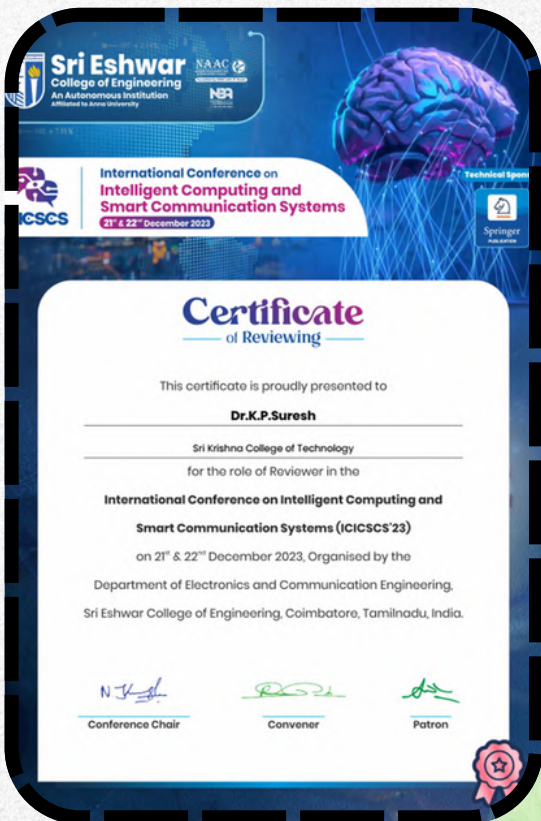 Sri Eshwar
College of Engineering
An Autonomous Institution
Affiliated to Anna University
NAAC
NBA
International Conference on
Intelligent Computing and
Smart Communication Systems
21st & 22nd December 2023
ICSCS
Technical Spon
Springer
PUBLICATION
Certificate
of Reviewing
This certificate is proudly presented to
Dr.K.P.Suresh
Sri Krishna College of Technology
for the role of Reviewer in the
International Conference on Intelligent Computing and
Smart Communication Systems (ICICSCS'23)
on 21st & 22nd December 2023, Organised by the
Department of Electronics and Communication Engineering,
Sri Eshwar College of Engineering, Coimbatore, Tamilnadu, India.
Conference Chair
Convener
Patron